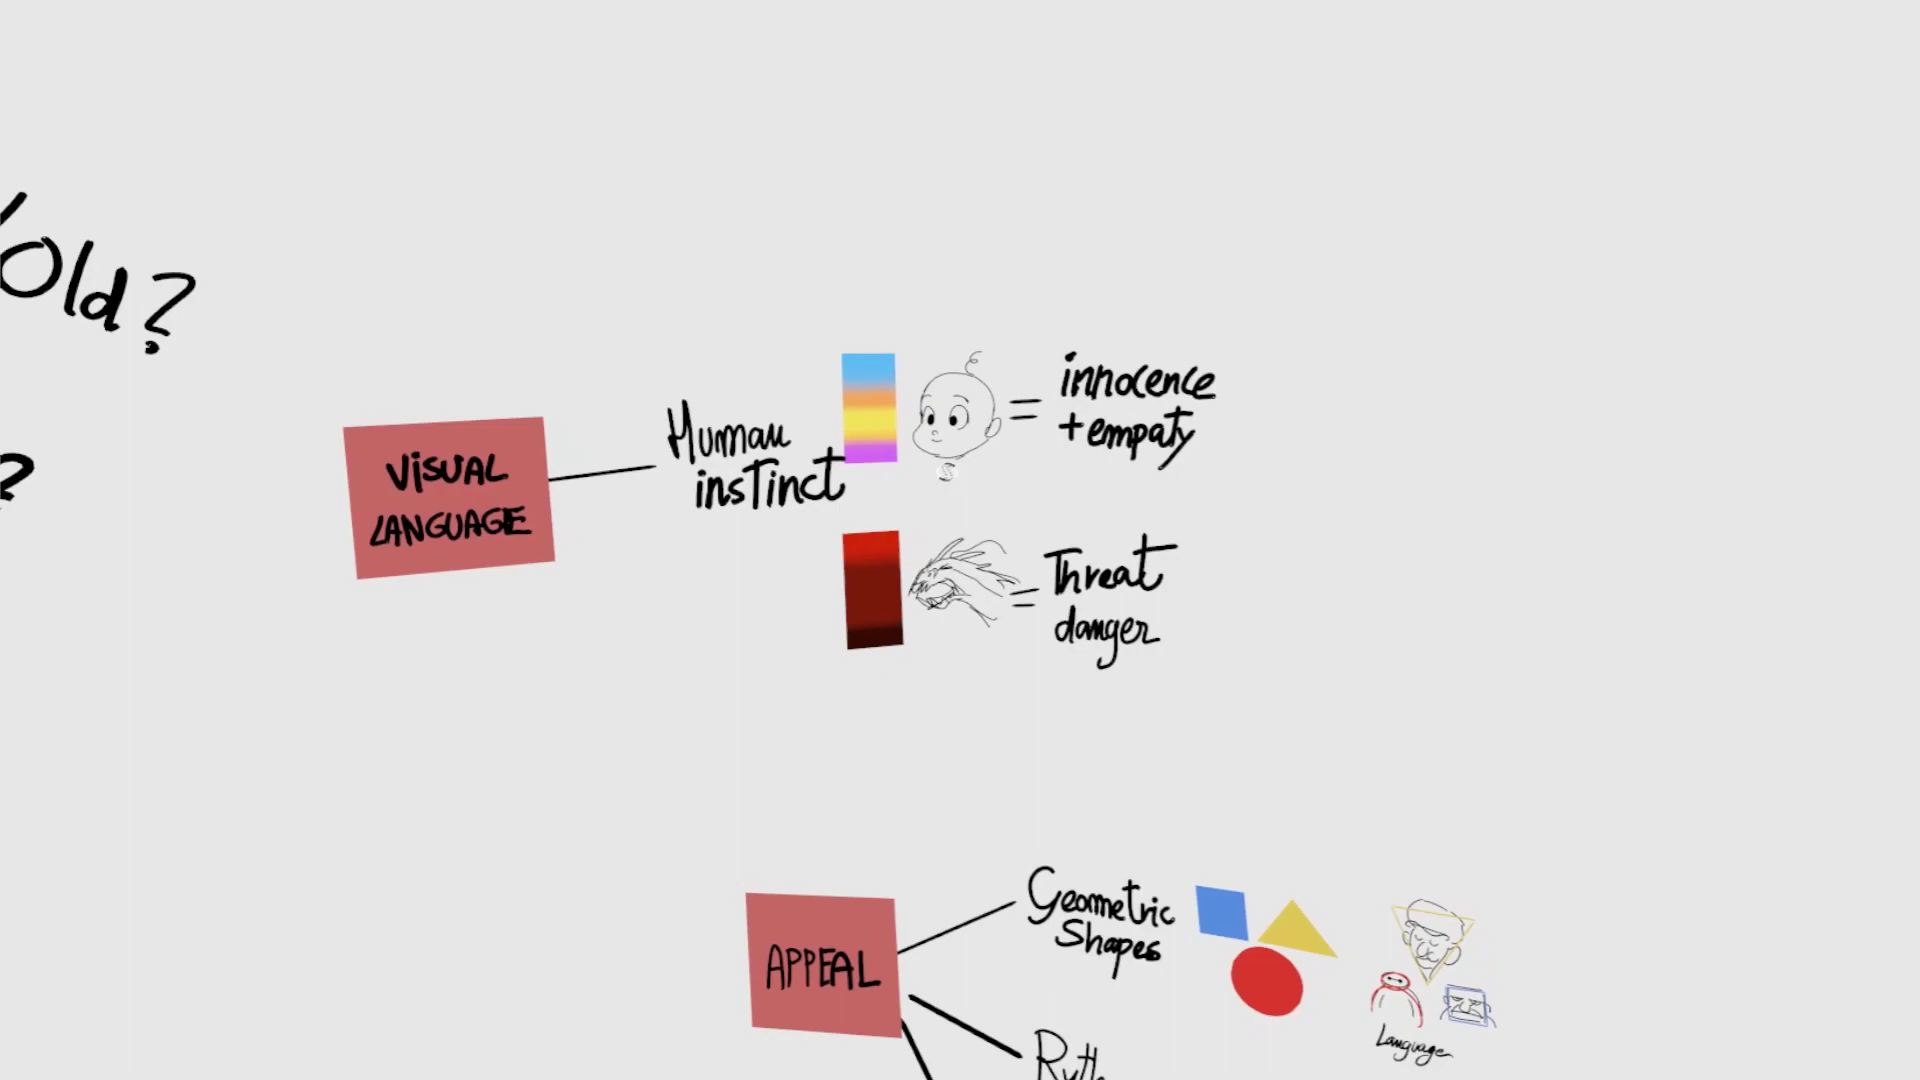 Old?
?
VISUAL
LANGUAGE
Human
instinct
=
innocence
+empaty
=
Threat
danger
APPEAL
Geometric
Shapes
Language